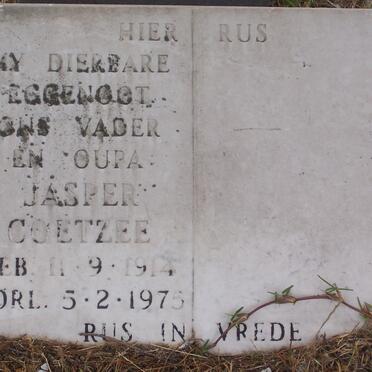 HIER RUS
MY DIERBARE
EGGENOOT
ONS VADER
EN OUPA
JASPER
COETZEE
GEB. 11·9·1914
OORL. 5·2·1975
RUS IN VREDE